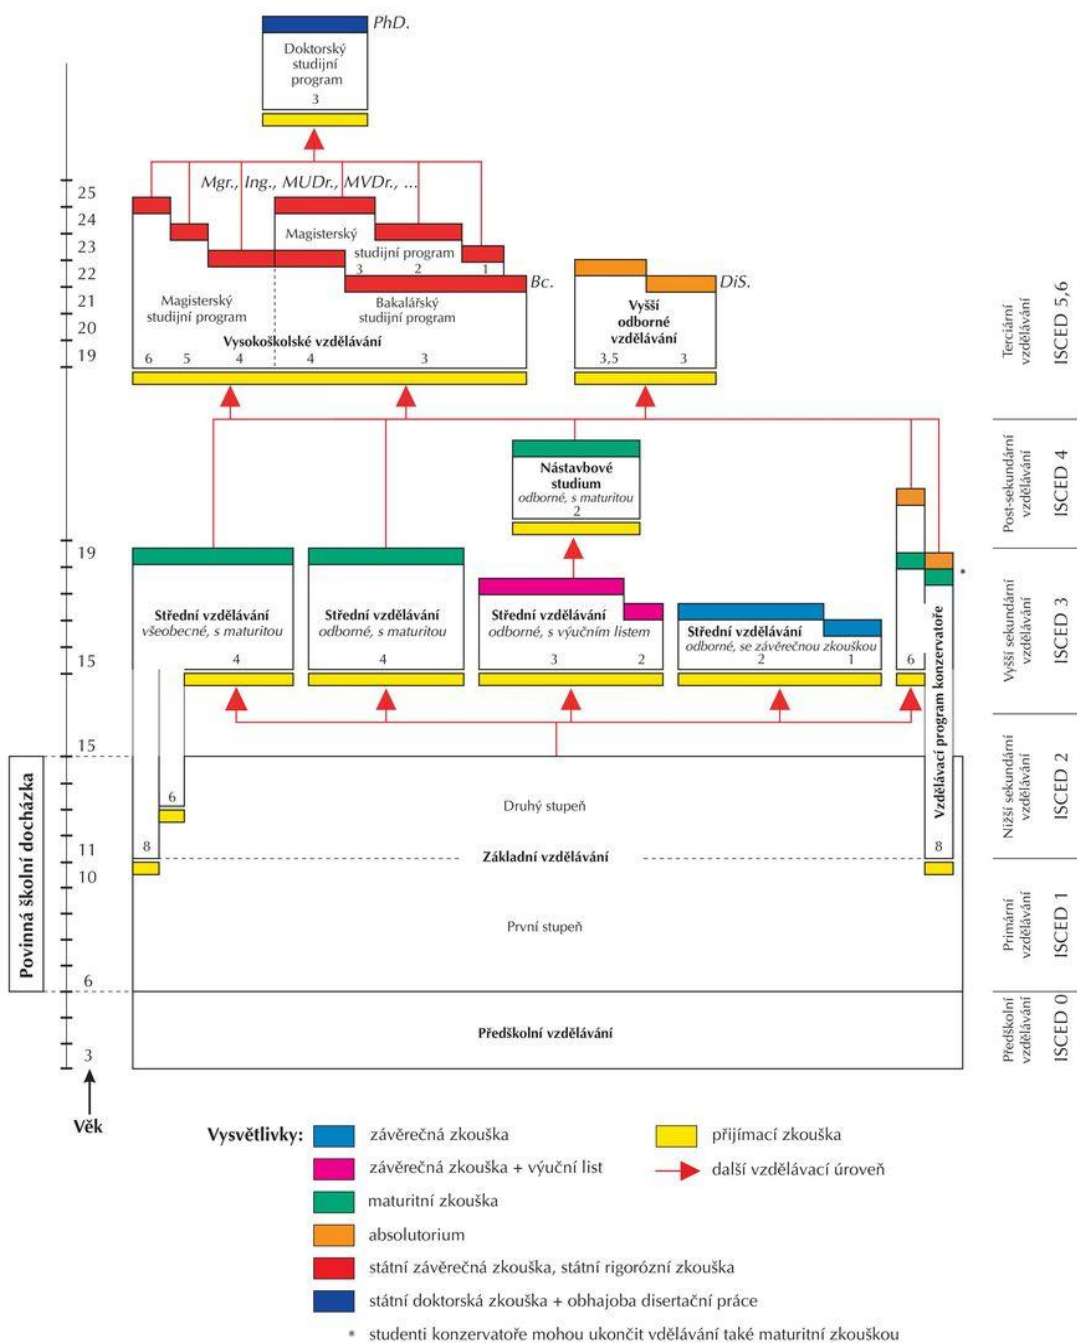 PhD.
Doktorský
studijní
program
3
Mgr., Ing., MUDr., MVDr., ...
25
24
23
22
21
20
19
Magisterský
studijní program
3
2
1
Bc.
DiS.
Magisterský
studijní program
Bakalářský
studijní program
Vysokoškolské vzdělávání
6
5
4
4
3
Vyšší
odborné
vzdělávání
3,5
3
Terciární
vzdělávání
ISCED 5,6
Nástavbové
studium
odborné, s maturitou
2
Post-sekundární
vzdělávání
ISCED 4
19
15
Střední vzdělávání
všeobecné, s maturitou
4
Střední vzdělávání
odborné, s maturitou
4
Střední vzdělávání
odborné, s výučním listem
3
2
Střední vzdělávání
odborné, se závěrečnou zkouškou
2
1
6
*
Vzdělávací program konzervatoře
8
Vyšší sekundární
vzdělávání
ISCED 3
15
11
10
6
3
Povinná školní docházka
6
8
Druhý stupeň
Základní vzdělávání
První stupeň
Předškolní vzdělávání
Nižší sekundární
vzdělávání
ISCED 2
Primární
vzdělávání
ISCED 1
Předškolní
vzdělávání
ISCED 0
Věk
Vysvětlivky:
závěrečná zkouška
přijímací zkouška
závěrečná zkouška + výuční list
další vzdělávací úroveň
maturitní zkouška
absolutorium
státní závěrečná zkouška, státní rigorózní zkouška
státní doktorská zkouška + obhajoba disertační práce
* studenti konzervatoře mohou ukončit vdělávání také maturitní zkouškou